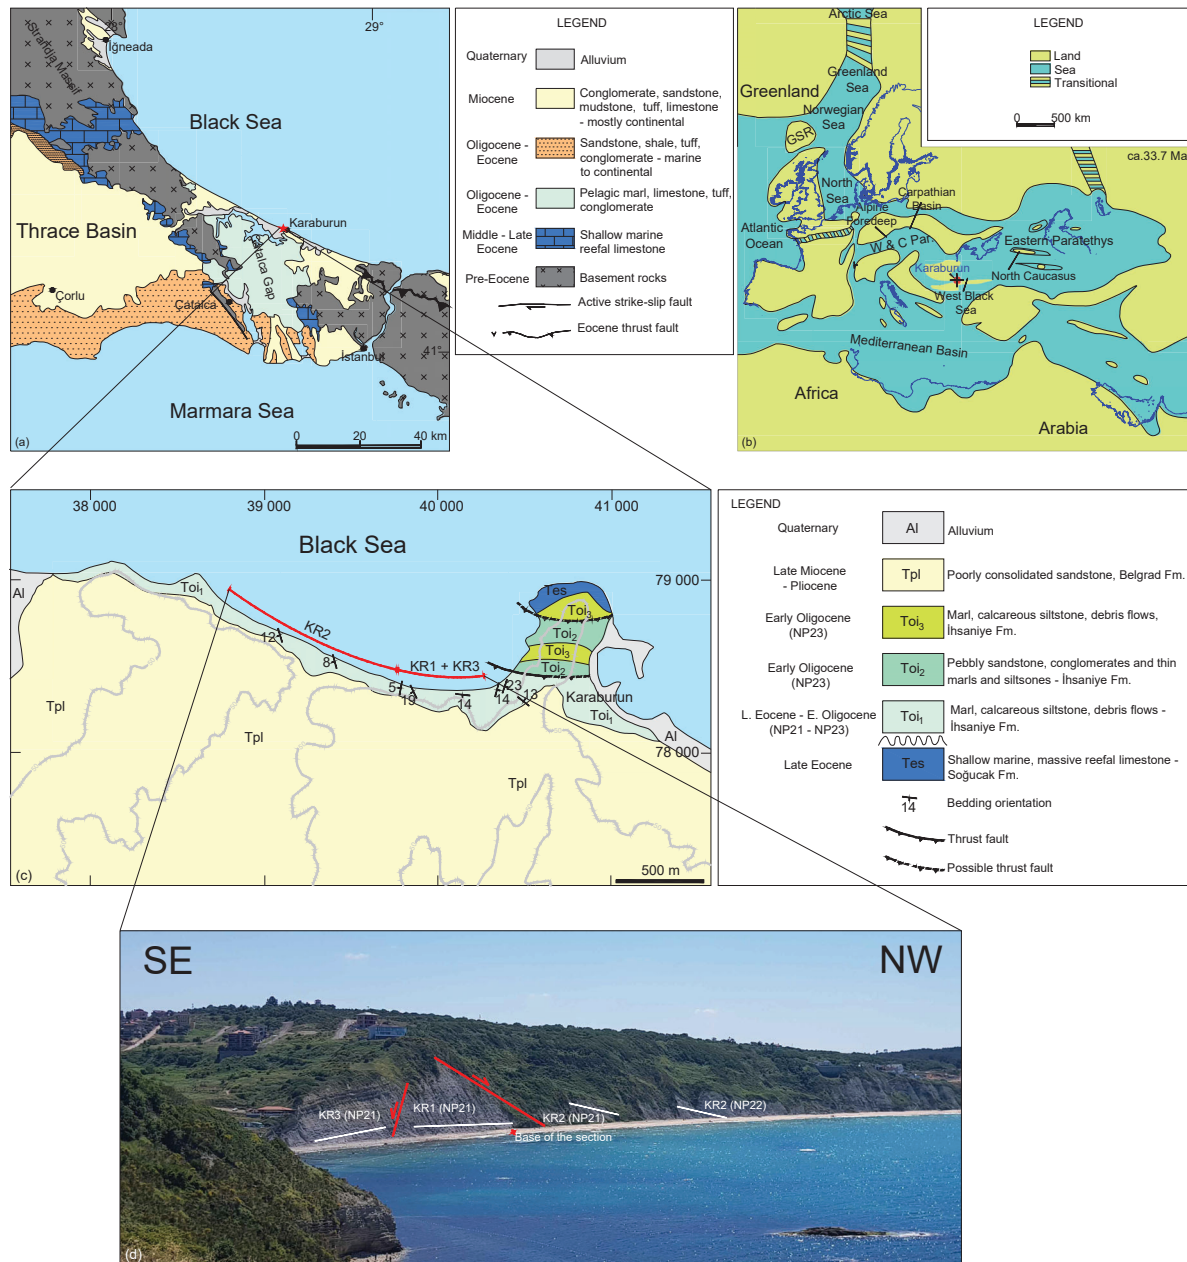 28°
29°
İğneada
Strandja Massif
Black Sea
Karaburun
Thrace Basin
Çatalca Gap
Çorlu
Çatalca
İstanbul
41°
Marmara Sea
0 20 40 km
(a)
LEGEND
Quaternary Alluvium
Miocene Conglomerate, sandstone,
mudstone, tuff, limestone
- mostly continental
Oligocene - Sandstone, shale, tuff,
Eocene conglomerate - marine
to continental
Oligocene - Pelagic marl, limestone, tuff,
Eocene conglomerate
Middle - Late Shallow marine
Eocene reefal limestone
Pre-Eocene Basement rocks
Active strike-slip fault
Eocene thrust fault
Arctic Sea
Greenland
Sea
Greenland
Norwegian
Sea
GSR
North
Sea
Alpine
Foredeep
Carpathian
Basin
Atlantic
Ocean
W & C Par.
Eastern Paratethys
Karaburun
North Caucasus
West Black
Sea
Mediterranean Basin
Africa
Arabia
(b)
LEGEND
Land
Sea
Transitional
0 500 km
ca.33.7 Ma
38 000 39 000 40 000 41 000
Black Sea
79 000
Al
Toi1
Tes
Toi3
Toi2
Toi3
Toi2
KR2
12
8
KR1 + KR3
5
19
14
23
14
13
Karaburun
Toi1
Al
78 000
Tpl
Tpl
Tpl
500 m
(c)
LEGEND
Quaternary Al Alluvium
Late Miocene Tpl Poorly consolidated sandstone, Belgrad Fm.
- Pliocene
Early Oligocene Toi3 Marl, calcareous siltstone, debris flows,
(NP23) İhsaniye Fm.
Early Oligocene Toi2 Pebbly sandstone, conglomerates and thin
(NP23) marls and siltsones - İhsaniye Fm.
L. Eocene - E. Oligocene Toi1 Marl, calcareous siltstone, debris flows -
(NP21 - NP23) İhsaniye Fm.
Late Eocene Tes Shallow marine, massive reefal limestone -
Soğucak Fm.
14 Bedding orientation
Thrust fault
Possible thrust fault
SE NW
KR3 (NP21)
KR1 (NP21)
KR2 (NP21)
KR2 (NP22)
Base of the section
(d)